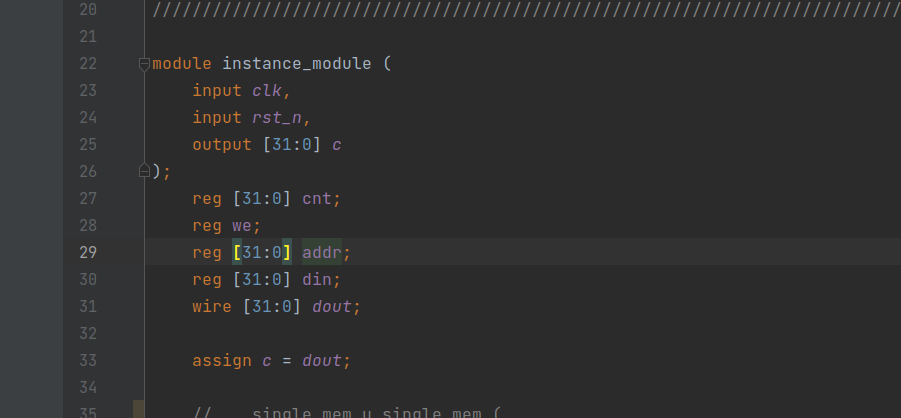 20 ///////////////////////////////////////////////////////////////////////////
21
22 module instance_module (
23 input clk,
24 input rst_n,
25 output [31:0] c
26 );
27 reg [31:0] cnt;
28 reg we;
29 reg [31:0] addr;
30 reg [31:0] din;
31 wire [31:0] dout;
32
33 assign c = dout;
34
35 // single_mem u_single_mem (